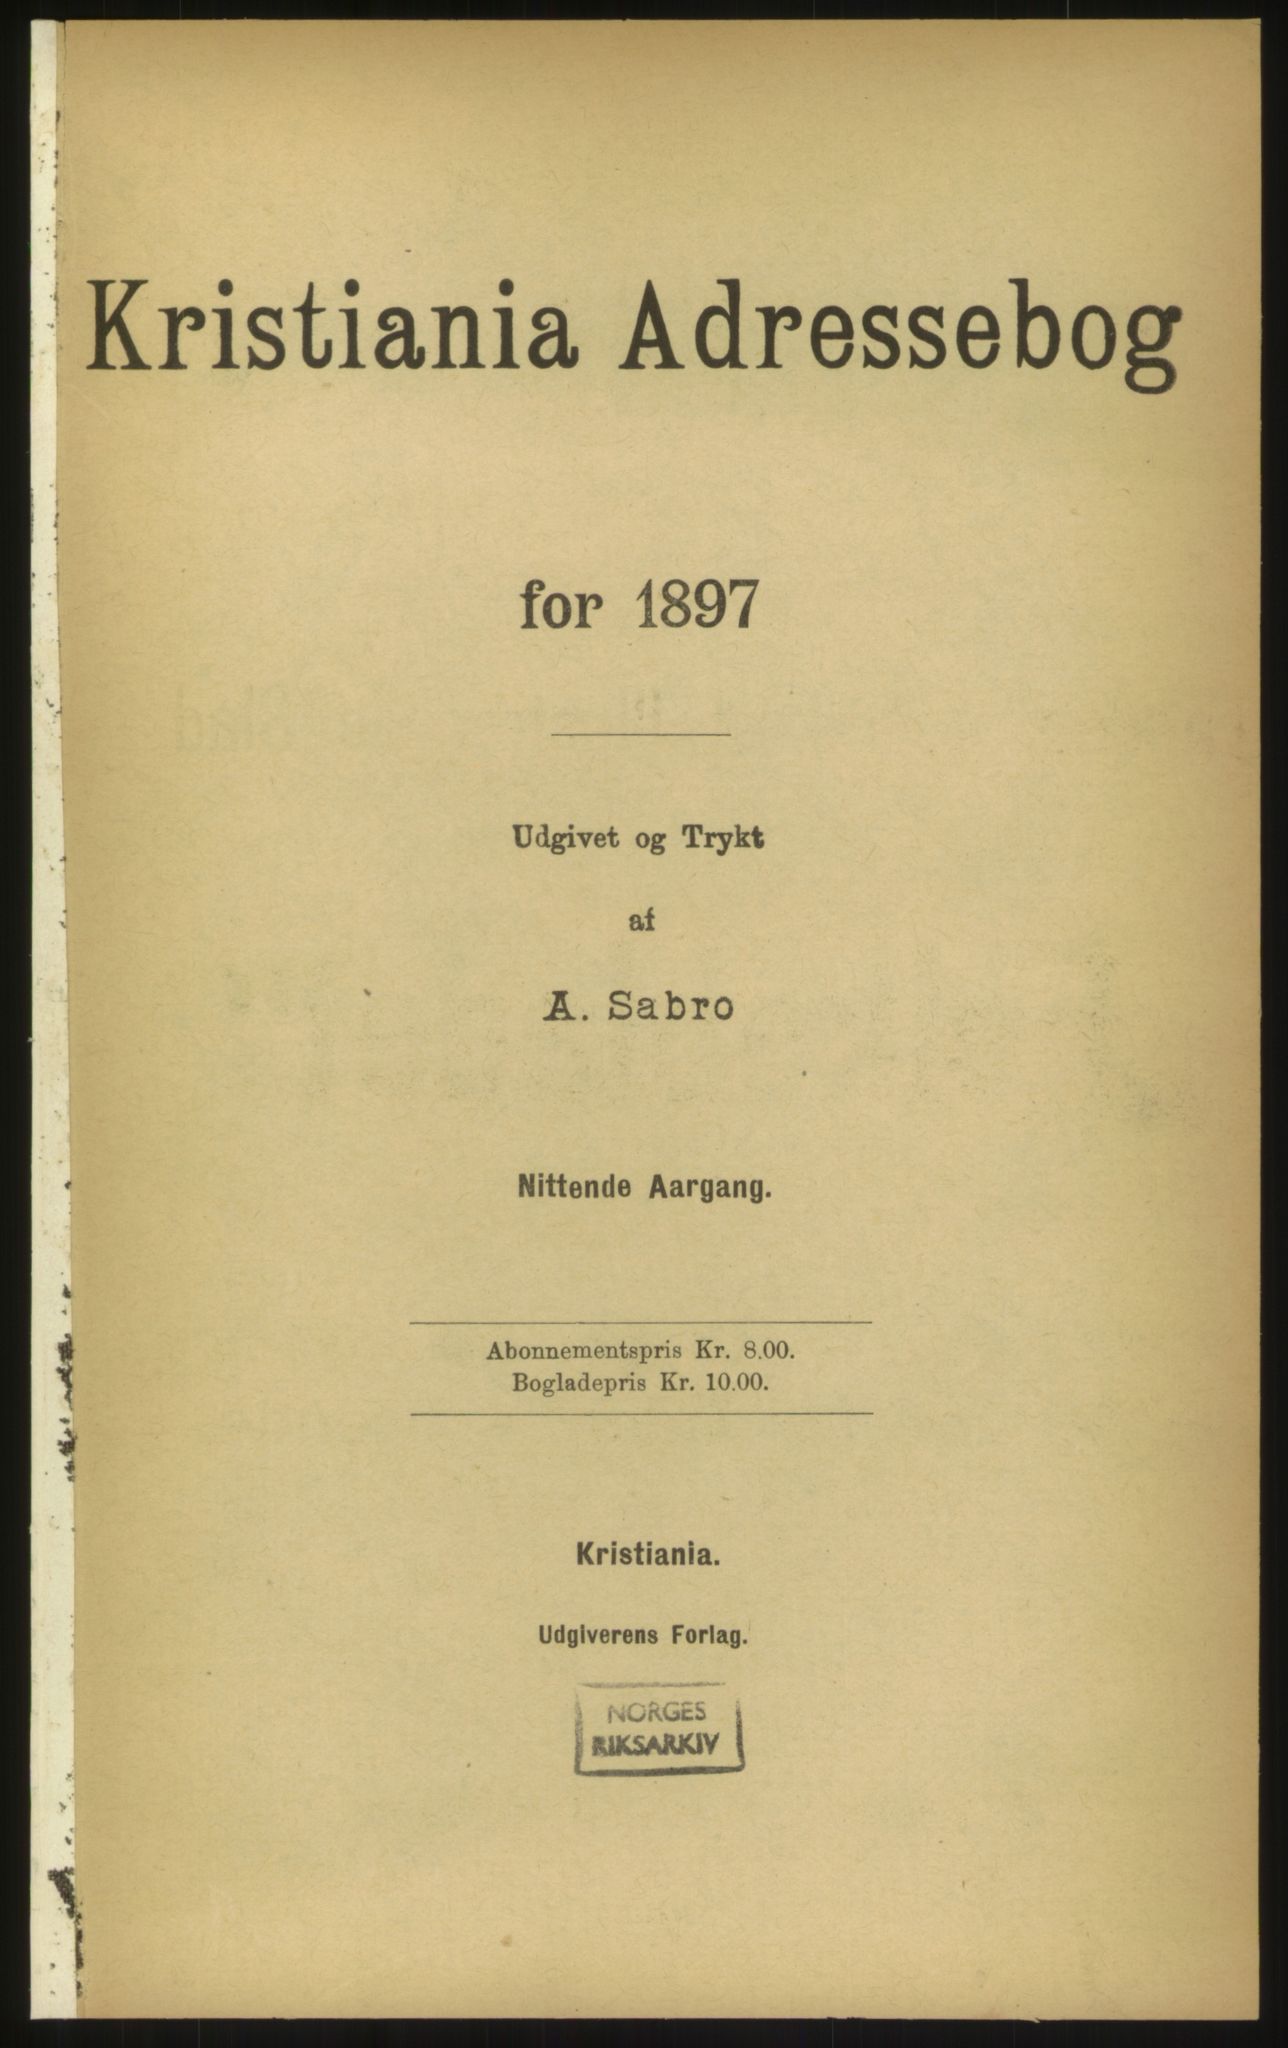 Kristiania Adressebog
for 1897
Udgivet og Trykt
af
A. Sabro
Nittende Aargang.
Abonnementspris Kr. 8.00.
Bogladepris Kr. 10.00.
Kristiania.
Udgiverens Forlag.
NORGES
RIKSARKIV